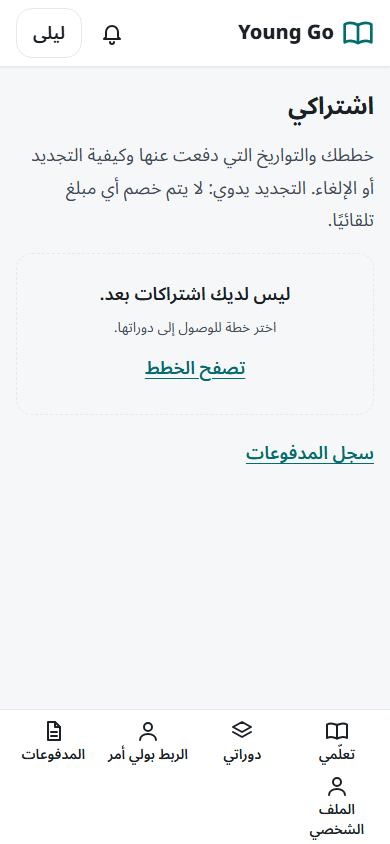 Young Go
ليلى
اشتراكي
خططك والتواريخ التي دفعت عنها وكيفية التجديد
أو الإلغاء. التجديد يدوي: لا يتم خصم أي مبلغ
تلقائيًا.
ليس لديك اشتراكات بعد.
اختر خطة للوصول إلى دوراتها.
تصفح الخطط
سجل المدفوعات
تعلّمي
دوراتي
الربط بولي أمر
المدفوعات
الملف
الشخصي